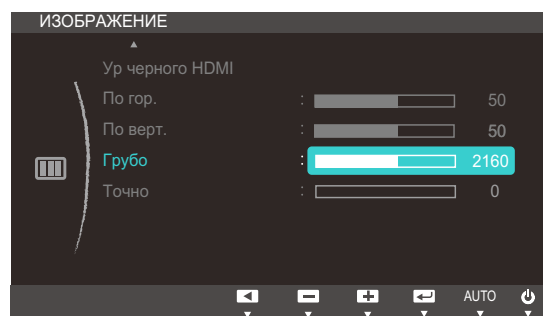 ИЗОБРАЖЕНИЕ
Ур черного HDMI
По гор. : 50
По верт. : 50
Грубо : 2160
Точно : 0
AUTO